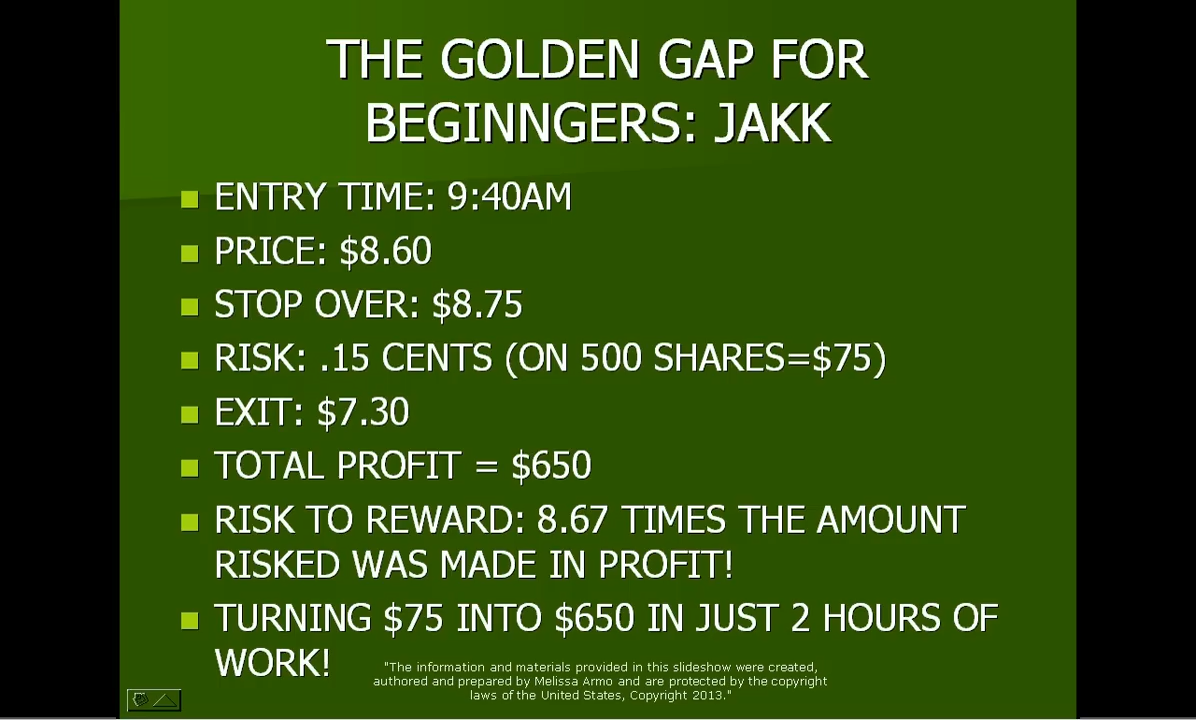 THE GOLDEN GAP FOR
BEGINNGERS: JAKK
ENTRY TIME: 9:40AM
PRICE: $8.60
STOP OVER: $8.75
RISK: .15 CENTS (ON 500 SHARES=$75)
EXIT: $7.30
TOTAL PROFIT = $650
RISK TO REWARD: 8.67 TIMES THE AMOUNT
RISKED WAS MADE IN PROFIT!
TURNING $75 INTO $650 IN JUST 2 HOURS OF
WORK!
"The information and materials provided in this slideshow were created,
authored and prepared by Melissa Armo and are protected by the copyright
laws of the United States, Copyright 2013."